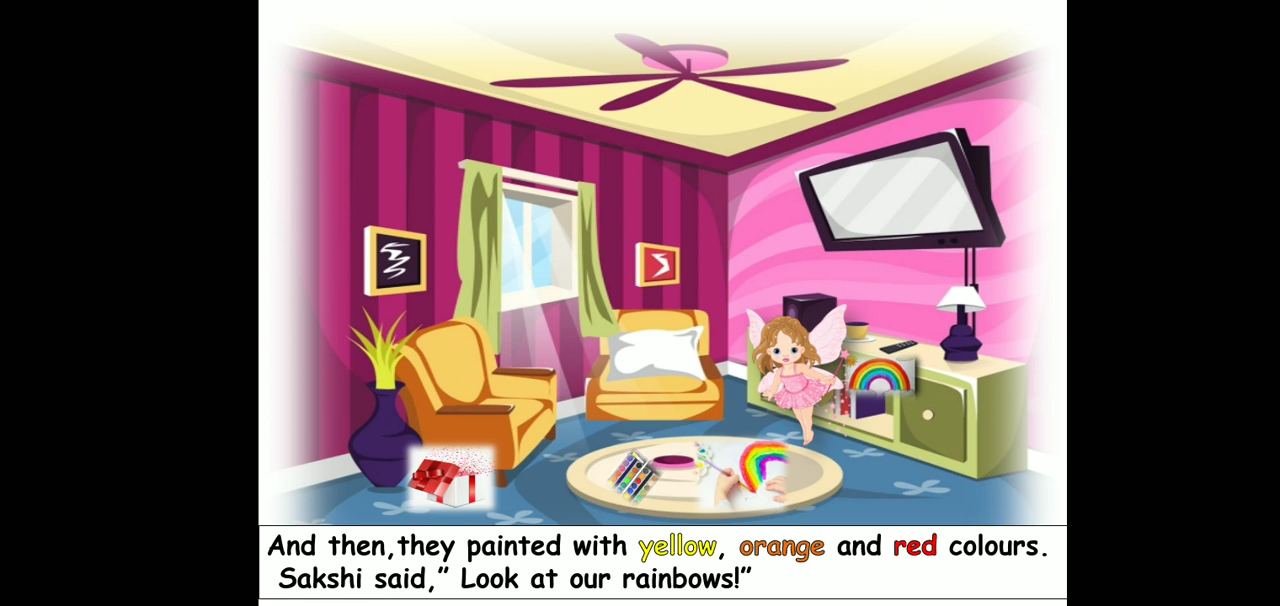 And then,they painted with yellow, orange and red colours.
Sakshi said,” Look at our rainbows!”